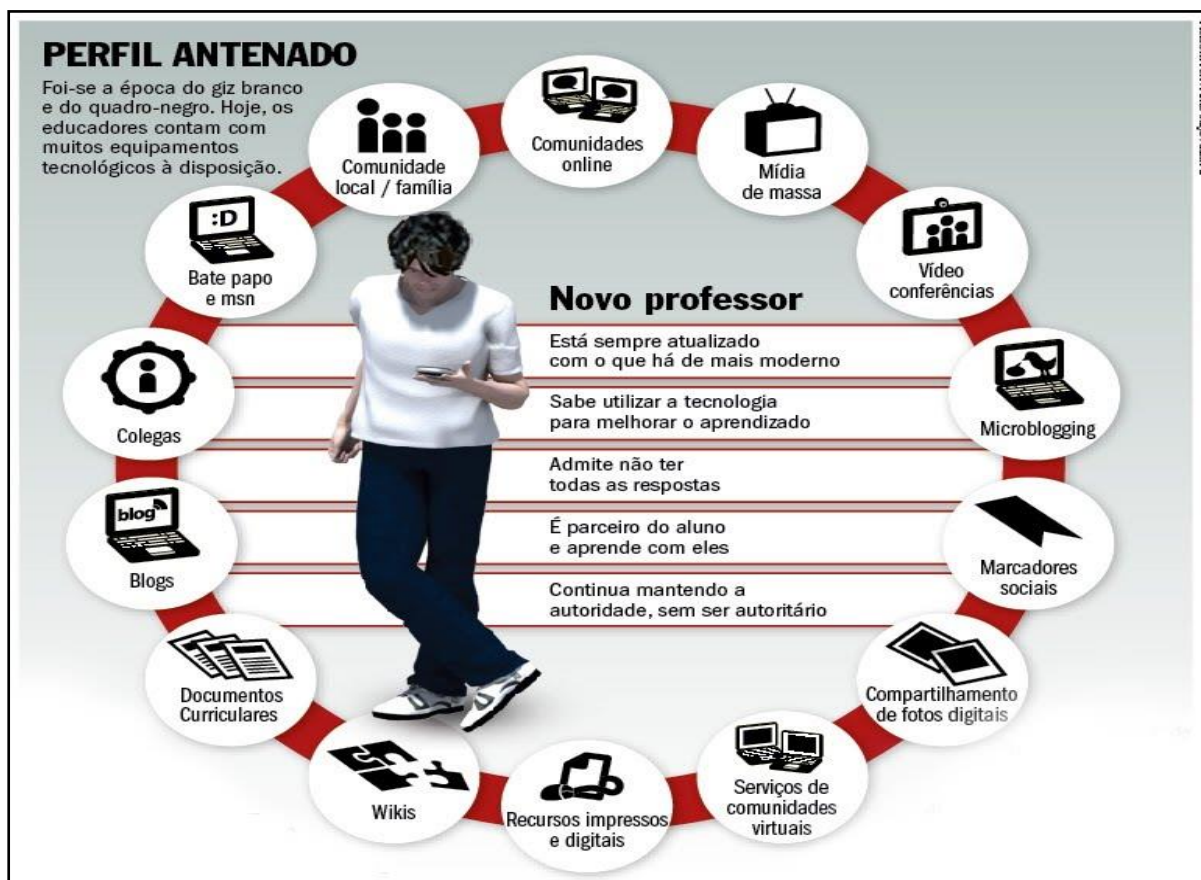 PERFIL ANTENADO
Foi-se a época do giz branco
e do quadro-negro. Hoje, os
educadores contam com
muitos equipamentos
tecnológicos à disposição.
Comunidade
local / família
Comunidades
online
Mídia
de massa
Vídeo
conferências
Microblogging
Marcadores
sociais
Compartilhamento
de fotos digitais
Serviços de
comunidades
virtuais
Recursos impressos
e digitais
Wikis
Documentos
Curriculares
blog
Blogs
Colegas
:D
Bate papo
e msn
Novo professor
Está sempre atualizado
com o que há de mais moderno
Sabe utilizar a tecnologia
para melhorar o aprendizado
Admite não ter
todas as respostas
É parceiro do aluno
e aprende com eles
Continua mantendo a
autoridade, sem ser autoritário